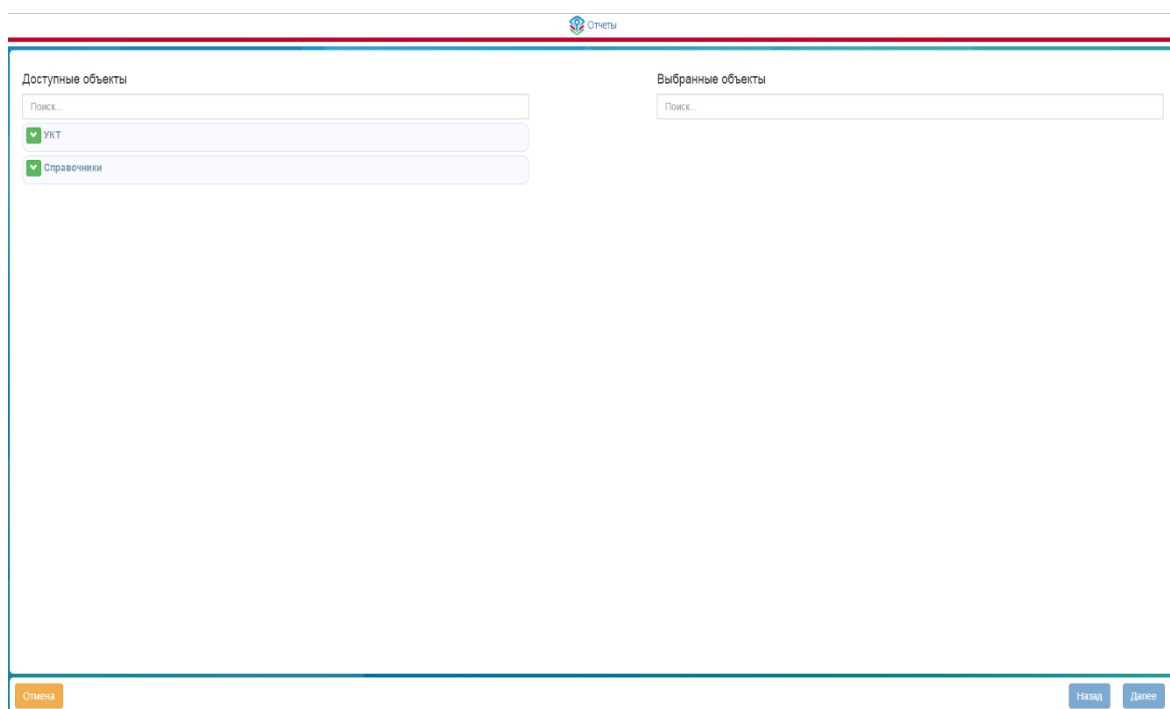 Отчеты
Доступные объекты
Поиск...
УКТ
Справочники
Выбранные объекты
Поиск...
Отмена
Назад
Далее